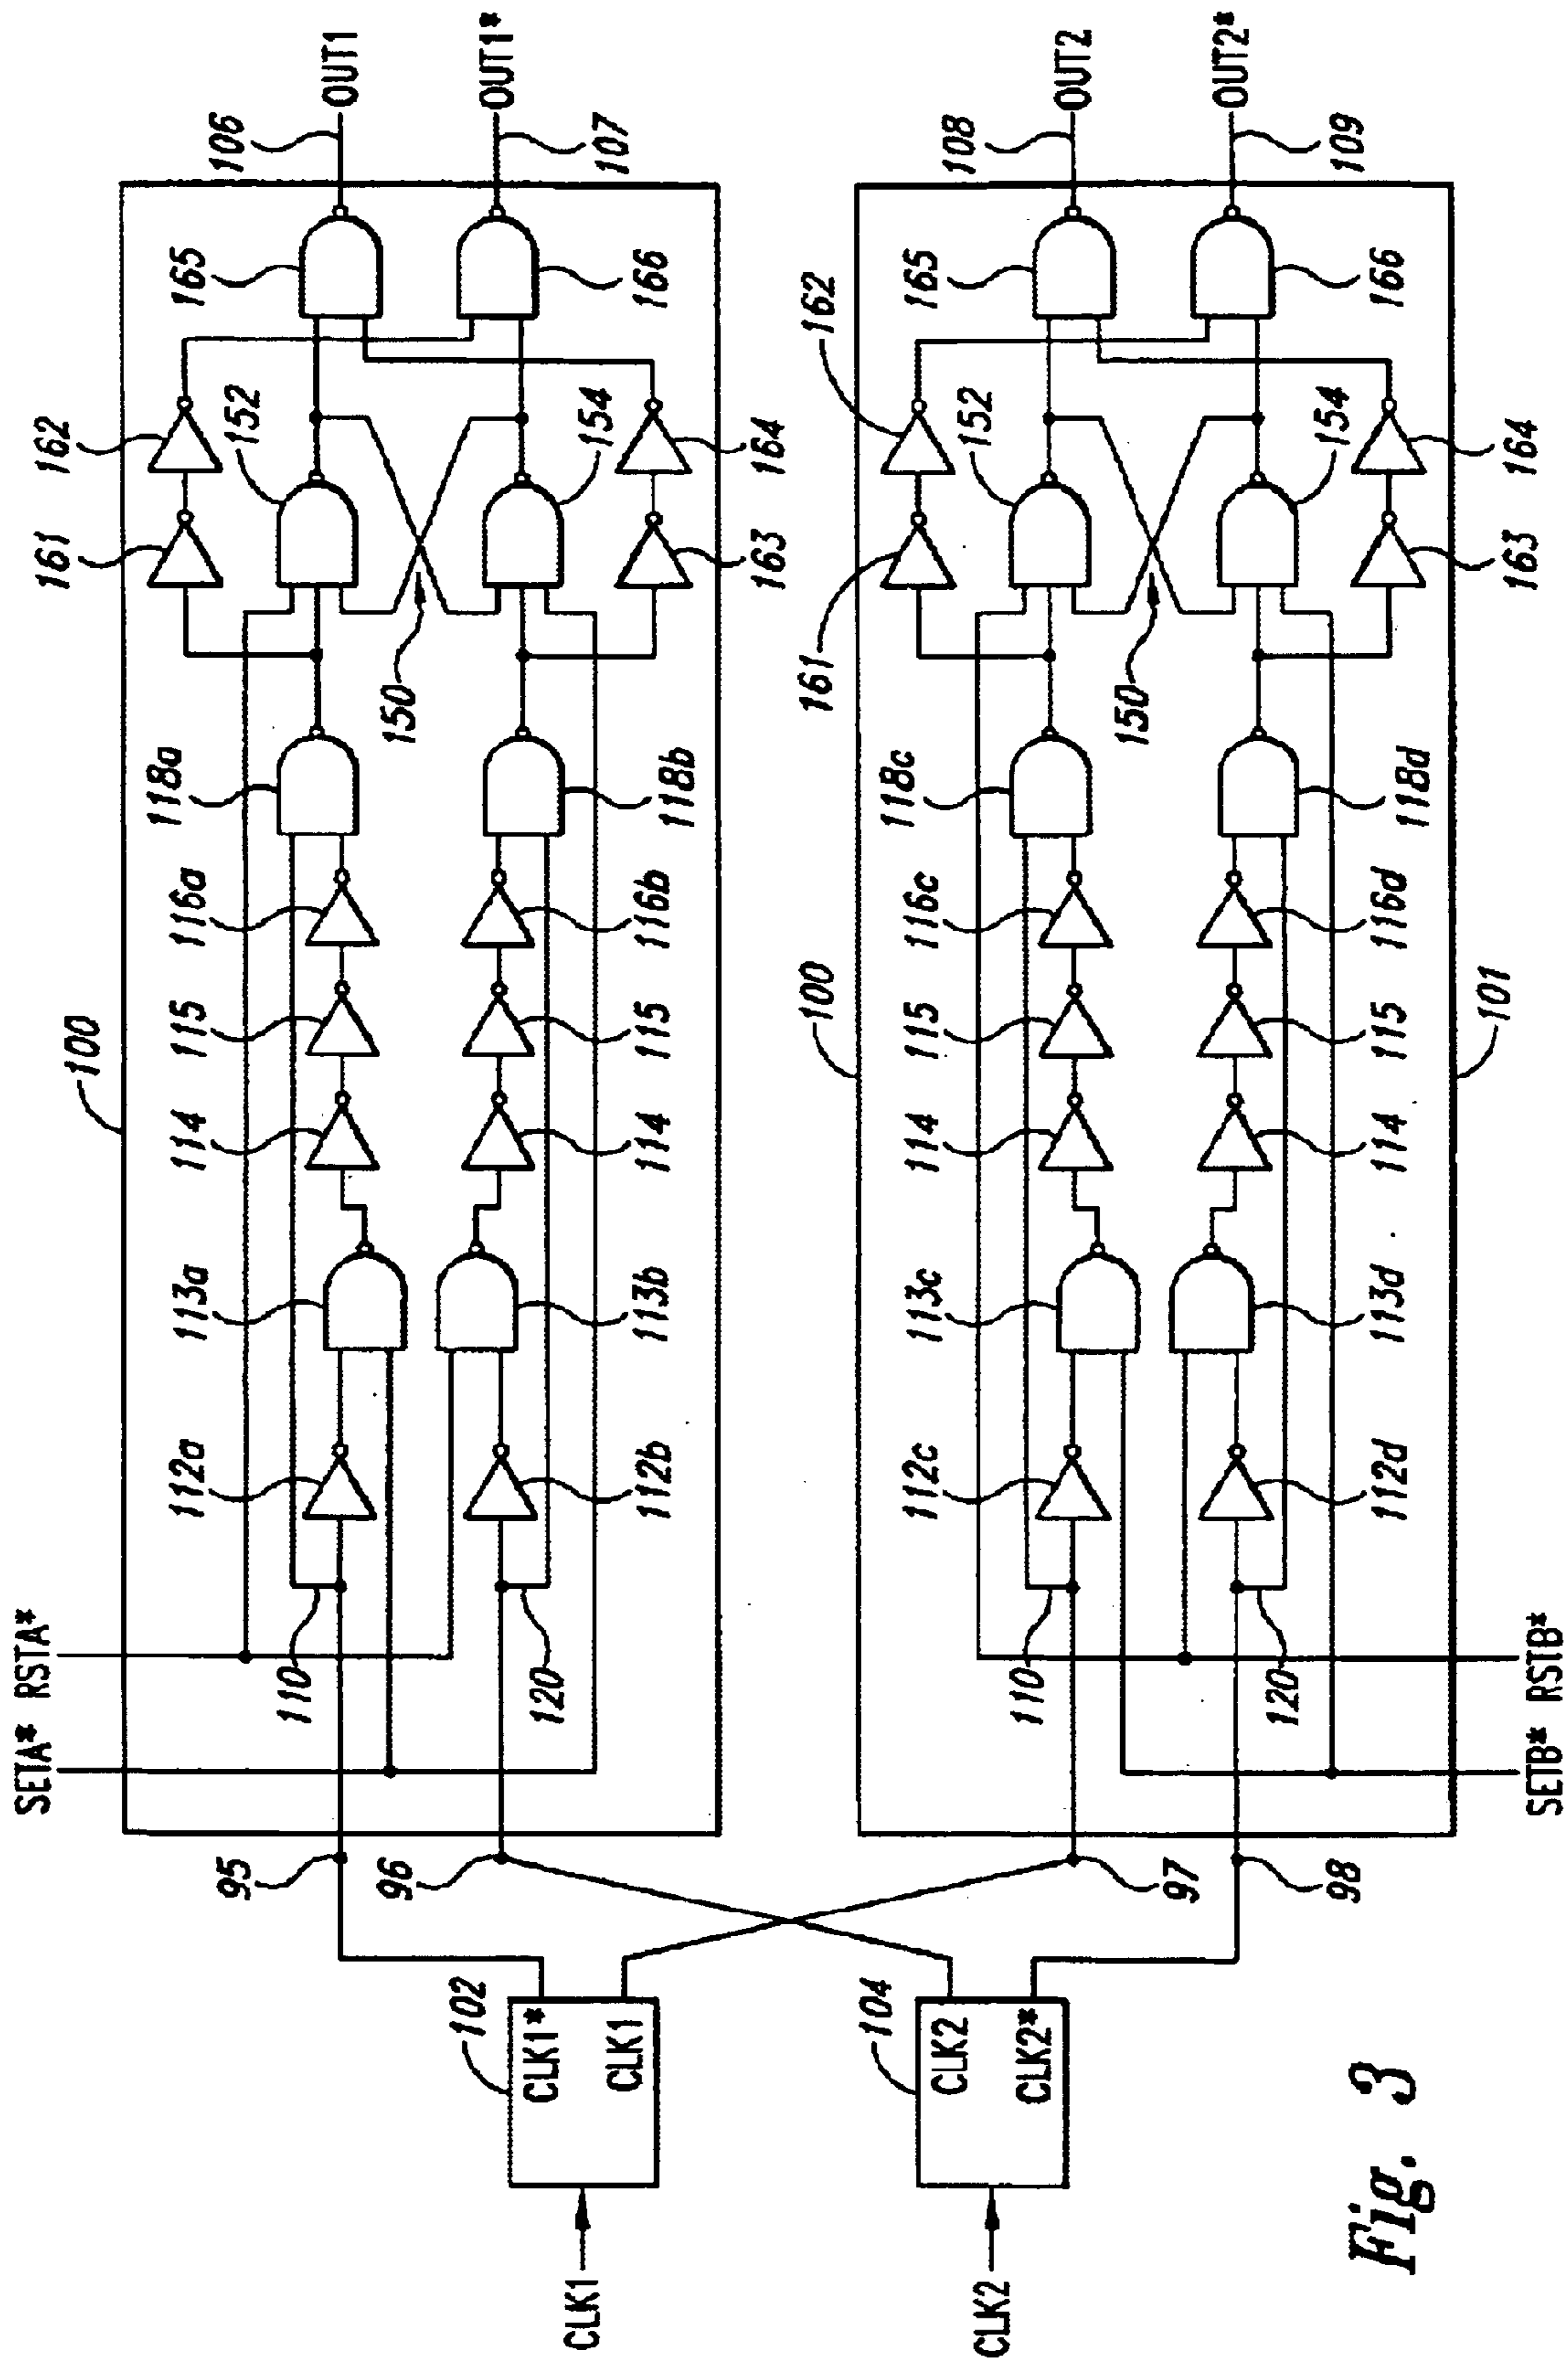 SETA* RSTA*
100
112a
113a
114
115
116a
118a
161
162
152
165
106
OUT1
110
95
96
120
112b
113b
114
115
116b
118b
150
163
154
164
166
107
OUT1*
102
CLK1*
CLK1
CLK1
104
CLK2
CLK2*
CLK2
100
110
97
98
112c
113c
114
115
116c
118c
161
162
152
165
108
OUT2
120
112d
113d
114
115
116d
118d
150
163
154
164
166
109
OUT2*
101
SETB* RSTB*
Fig. 3